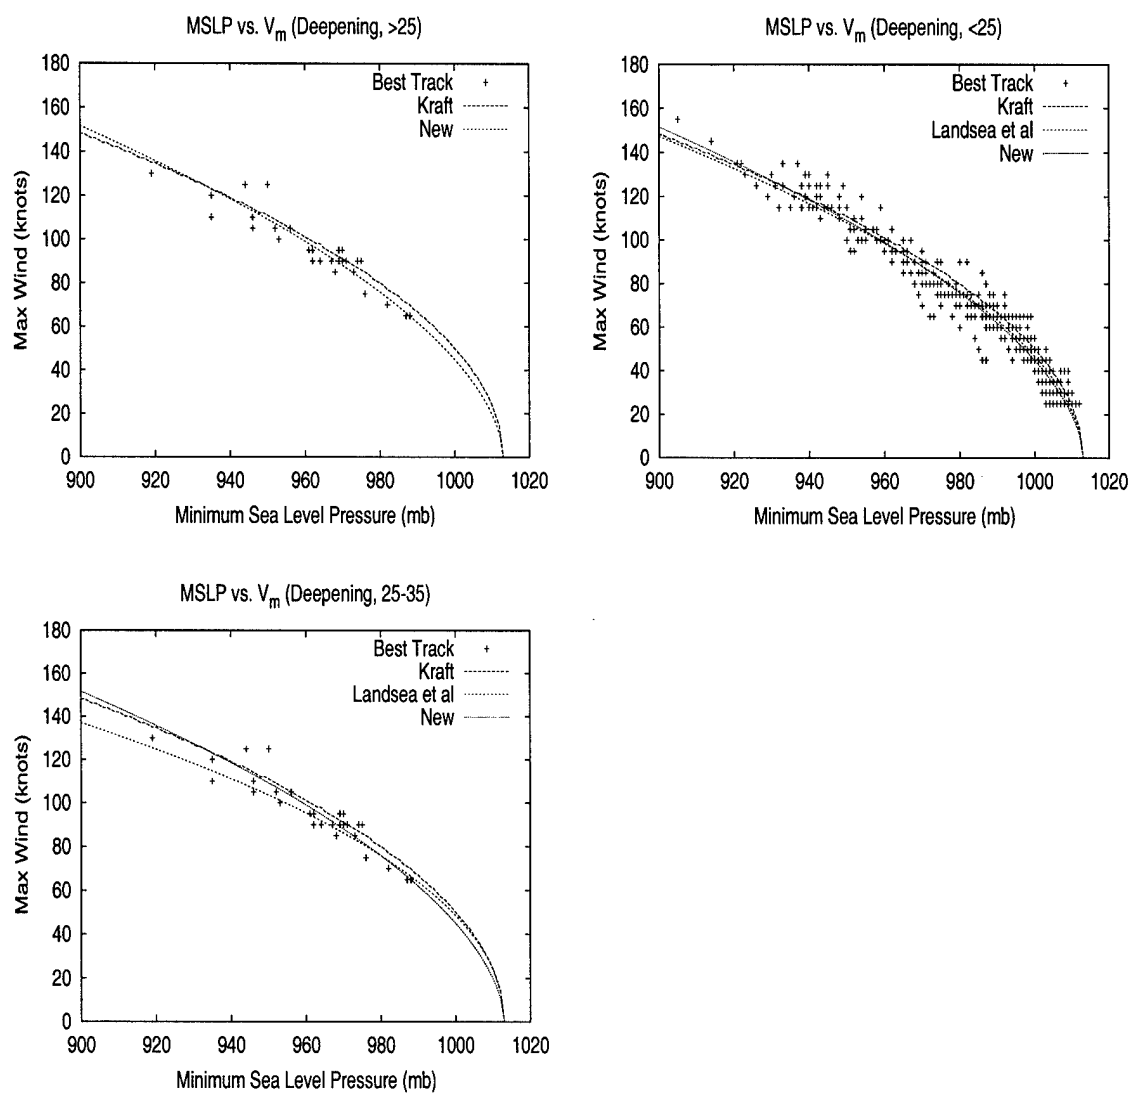 MSLP vs. Vm (Deepening, >25)
180
160
140
120
100
80
60
40
20
0
Max Wind (knots)
Best Track
Kraft
New
900 920 940 960 980 1000 1020
Minimum Sea Level Pressure (mb)
MSLP vs. Vm (Deepening, <25)
180
160
140
120
100
80
60
40
20
0
Max Wind (knots)
Best Track
Kraft
Landsea et al
New
900 920 940 960 980 1000 1020
Minimum Sea Level Pressure (mb)
MSLP vs. Vm (Deepening, 25-35)
180
160
140
120
100
80
60
40
20
0
Max Wind (knots)
Best Track
Kraft
Landsea et al
New
900 920 940 960 980 1000 1020
Minimum Sea Level Pressure (mb)